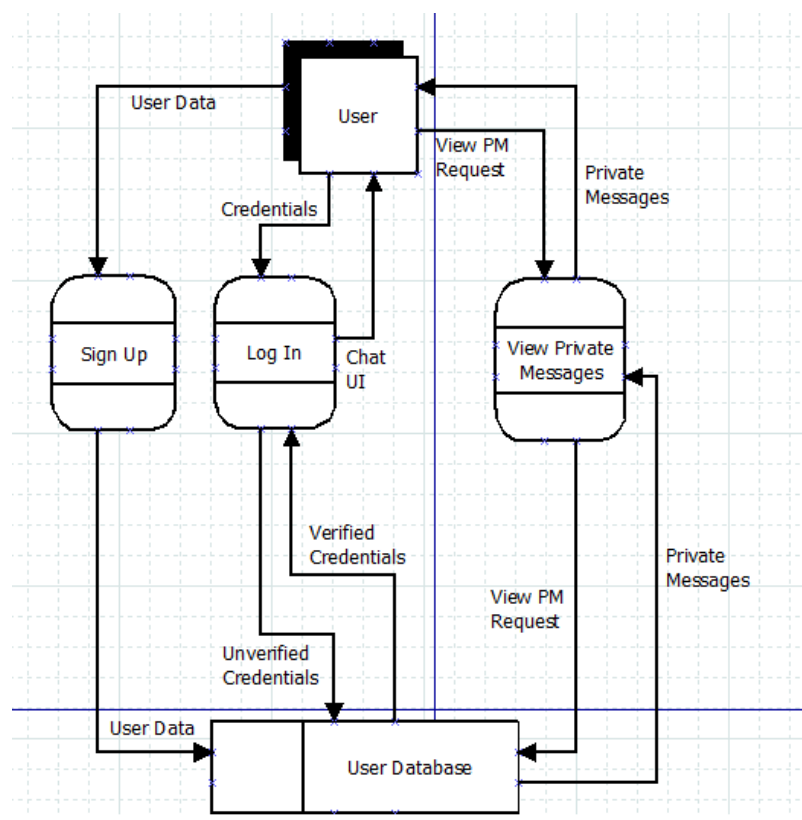 User Data
User
View PM
Request
Private
Messages
Credentials
Sign Up
Log In
Chat
UI
View Private
Messages
Verified
Credentials
Private
Messages
View PM
Request
Unverified
Credentials
User Data
User Database